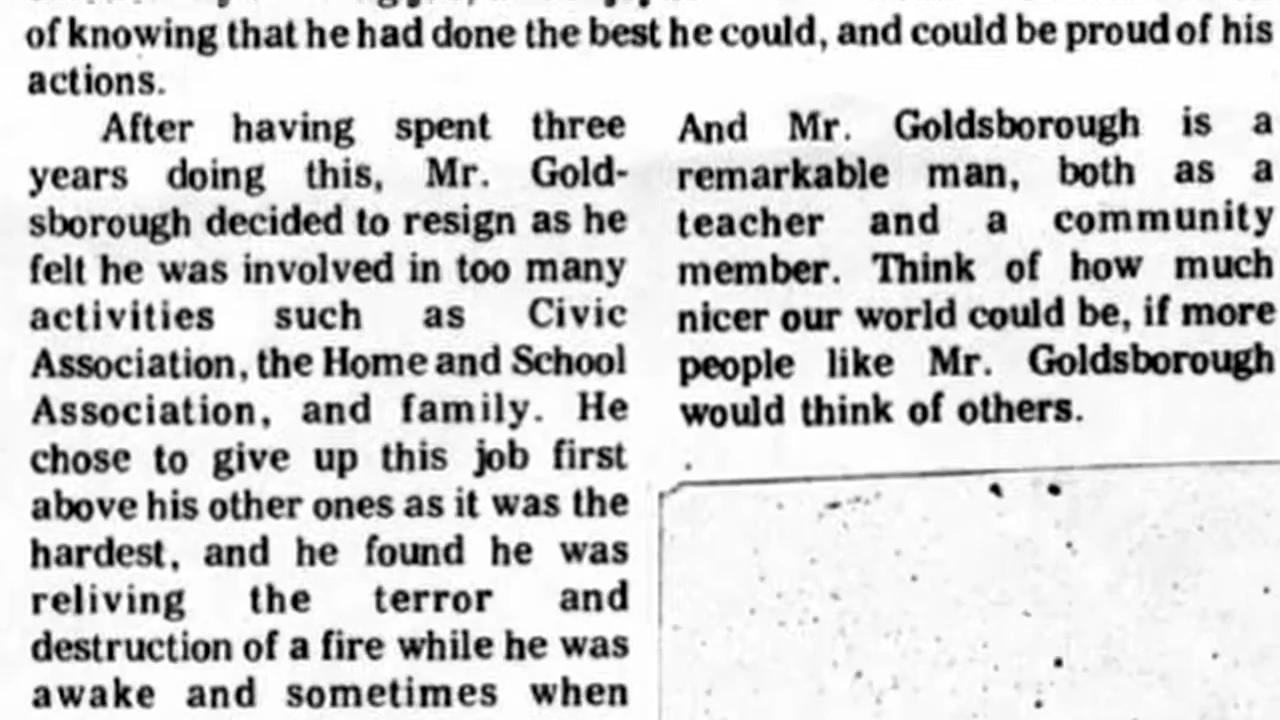 of knowing that he had done the best he could, and could be proud of his
actions.
After having spent three
years doing this, Mr. Gold-
sborough decided to resign as he
felt he was involved in too many
activities such as Civic
Association, the Home and School
Association, and family. He
chose to give up this job first
above his other ones as it was the
hardest, and he found he was
reliving the terror and
destruction of a fire while he was
awake and sometimes when
And Mr. Goldsborough is a
remarkable man, both as a
teacher and a community
member. Think of how much
nicer our world could be, if more
people like Mr. Goldsborough
would think of others.